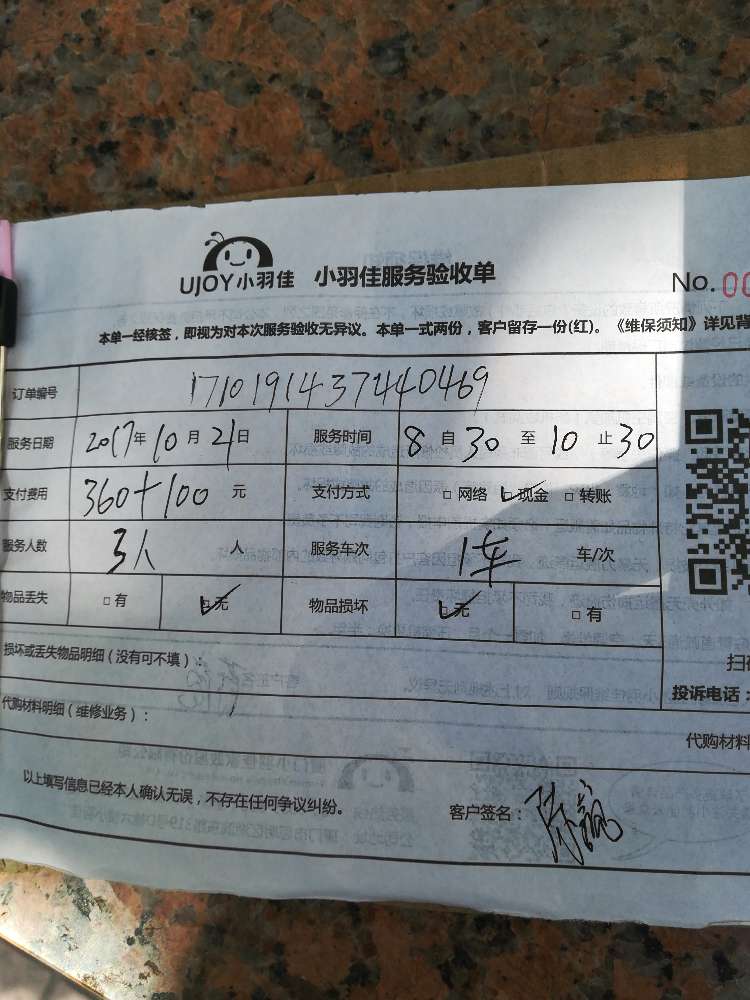 UJOY小羽佳 小羽佳服务验收单
No. 00
本单一经核签，即视为对本次服务验收无异议。本单一式两份，客户留存一份(红)。《维保须知》详见背
订单编号 1710191437440469
服务日期 2017年10月21日 服务时间 8自30至10止30
支付费用 360+100 元 支付方式 □网络 ☑现金 □转账
服务人数 3人 人 服务车次 1车 车/次
物品丢失 □有 ☑无 物品损坏 ☑无 □有
损坏或丢失物品明细（没有可不填）：
代购材料明细（维修业务）：
扫
投诉电话：
代购材料
以上填写信息已经本人确认无误，不存在任何争议纠纷。 客户签名：